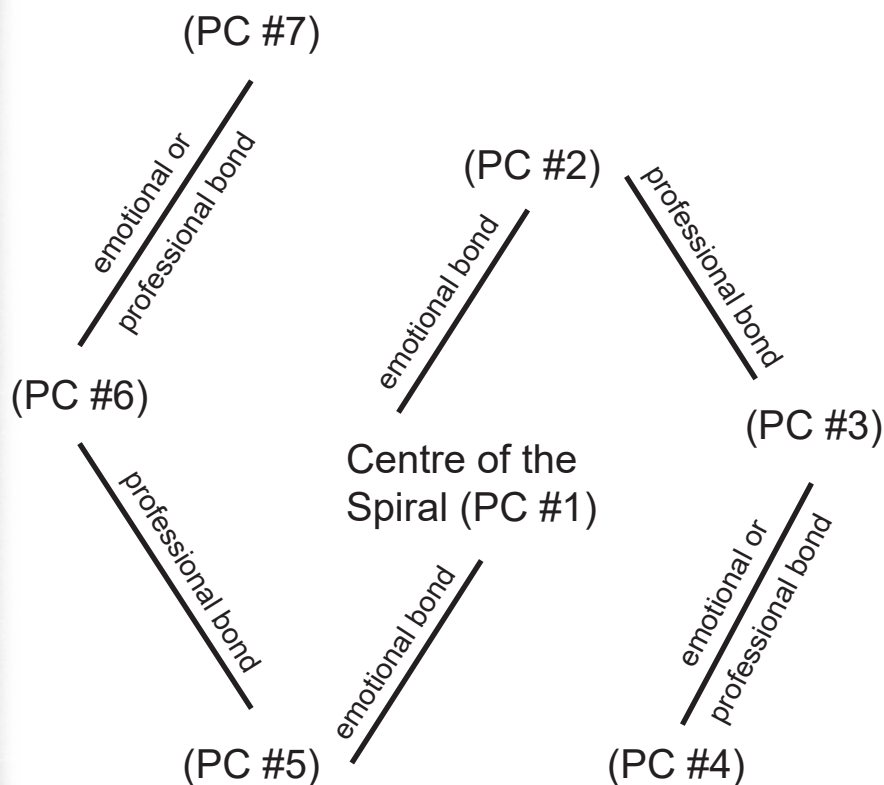 (PC #7)
emotional or
professional bond
(PC #2)
emotional bond
professional bond
(PC #6)
(PC #3)
Centre of the
Spiral (PC #1)
professional bond
emotional bond
emotional or
professional bond
(PC #5)
(PC #4)